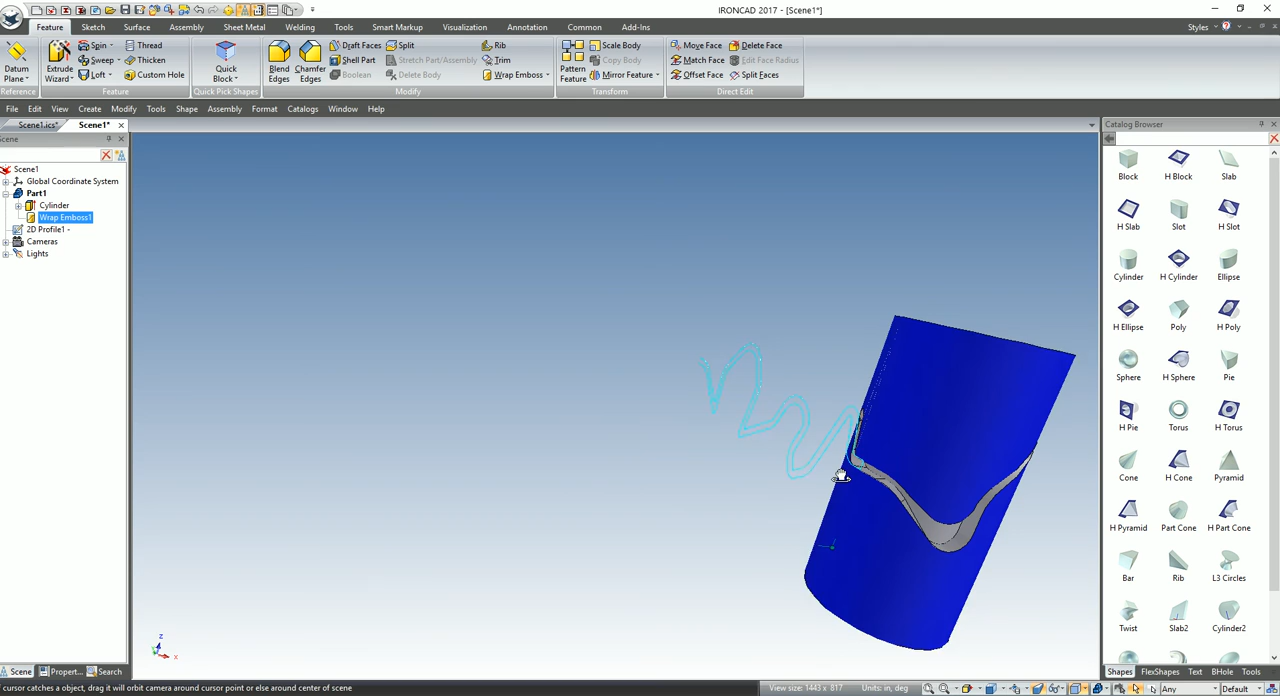 IRONCAD 2017 - [Scene1*]
Feature Sketch Surface Assembly Sheet Metal Welding Tools Smart Markup Visualization Annotation Common Add-Ins Styles
Datum Plane
Extrude Wizard
Spin Thread
Sweep Thicken
Loft Custom Hole
Quick Block
Blend Edges
Chamfer Edges
Draft Faces Split Rib
Shell Part Stretch Part/Assembly Trim
Boolean Delete Body Wrap Emboss
Pattern Feature
Scale Body
Copy Body
Mirror Feature
Move Face Delete Face
Match Face Edit Face Radius
Offset Face Split Faces
Reference Feature Quick Pick Shapes Modify Transform Direct Edit
File Edit View Create Modify Tools Shape Assembly Format Catalogs Window Help
Scene1.ics* Scene1*
Scene
Scene1
Global Coordinate System
Part1
Cylinder
Wrap Emboss1
2D Profile1 -
Cameras
Lights
z
x
Catalog Browser
Block H Block Slab
H Slab Slot H Slot
Cylinder H Cylinder Ellipse
H Ellipse Poly H Poly
Sphere H Sphere Pie
H Pie Torus H Torus
Cone H Cone Pyramid
H Pyramid Part Cone H Part Cone
Bar Rib L3 Circles
Twist Slab2 Cylinder2
Scene Propert... Search
Shapes FlexShapes Text BHole Tools
cursor catches a object, drag it will orbit camera around cursor point or else around center of scene
View size: 1443 x 817 Units: in, deg Any Default